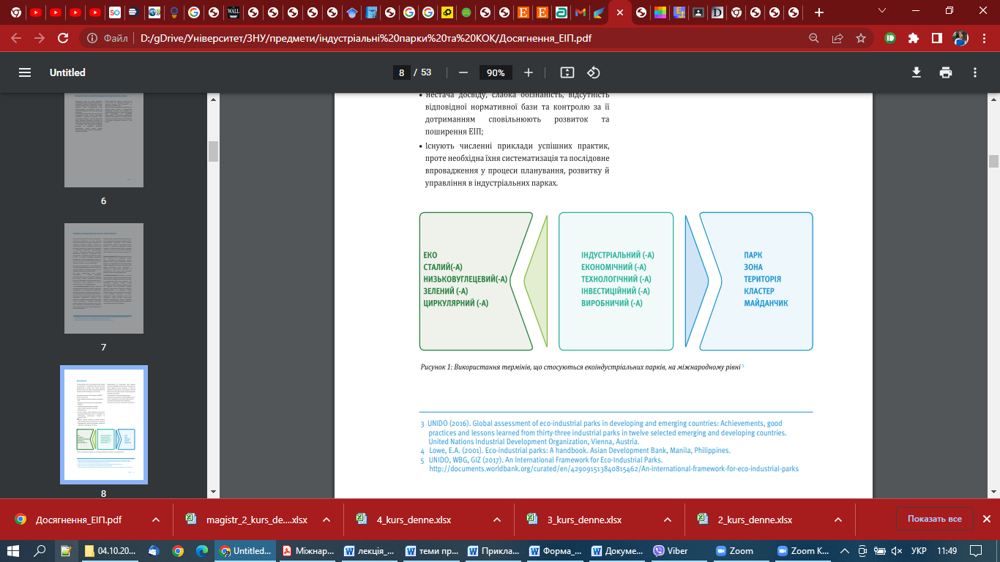 Файл
D:/gDrive/Університет/ЗНУ/предмети/індустріальні%20парки%20та%20КОК/Досягнення_ЕІП.pdf
Untitled
8 / 53
90%
6
7
8
нестача досвіду, слабка обізнаність, відсутність
відповідної нормативної бази та контролю за її
дотриманням сповільнюють розвиток та
поширення ЕІП;
• Існують численні приклади успішних практик,
проте необхідна їхня систематизація та послідовне
впровадження у процеси планування, розвитку й
управління в індустріальних парках.
ЕКО
СТАЛИЙ(-А)
НИЗЬКОВУГЛЕЦЕВИЙ(-А)
ЗЕЛЕНИЙ (-А)
ЦИРКУЛЯРНИЙ (-А)
ІНДУСТРІАЛЬНИЙ (-А)
ЕКОНОМІЧНИЙ (-А)
ТЕХНОЛОГІЧНИЙ (-А)
ІНВЕСТИЦІЙНИЙ (-А)
ВИРОБНИЧИЙ (-А)
ПАРК
ЗОНА
ТЕРИТОРІЯ
КЛАСТЕР
МАЙДАНЧИК
Рисунок 1: Використання термінів, що стосуються екоіндустріальних парків, на міжнародному рівні 5
3 UNIDO (2016). Global assessment of eco-industrial parks in developing and emerging countries: Achievements, good
practices and lessons learned from thirty-three industrial parks in twelve selected emerging and developing countries.
United Nations Industrial Development Organization, Vienna, Austria.
4 Lowe, E.A. (2001). Eco-industrial parks: A handbook. Asian Development Bank, Manila, Philippines.
5 UNIDO, WBG, GIZ (2017). An International Framework for Eco-Industrial Parks.
http://documents.worldbank.org/curated/en/429091513840815462/An-international-framework-for-eco-industrial-parks
Досягнення_ЕІП.pdf
magistr_2_kurs_de....xlsx
4_kurs_denne.xlsx
3_kurs_denne.xlsx
2_kurs_denne.xlsx
Показать все
04.10.20...
Untitled...
Міжнар...
лекція_...
теми пр...
Прикла...
Форма_...
Докуме...
Viber
Zoom
Zoom К...
УКР
11:49